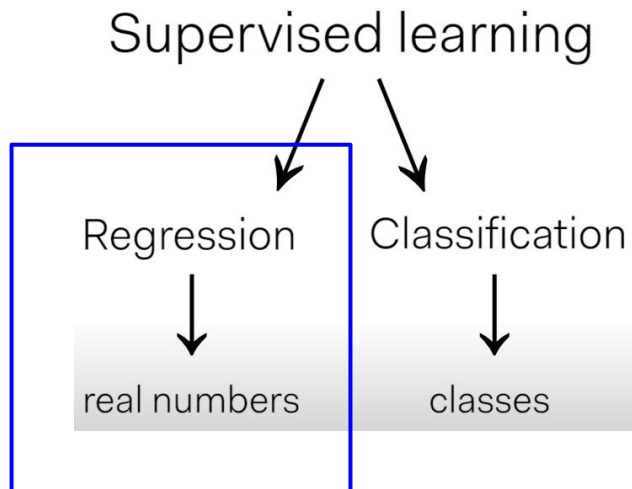 Supervised learning
Regression Classification
real numbers classes